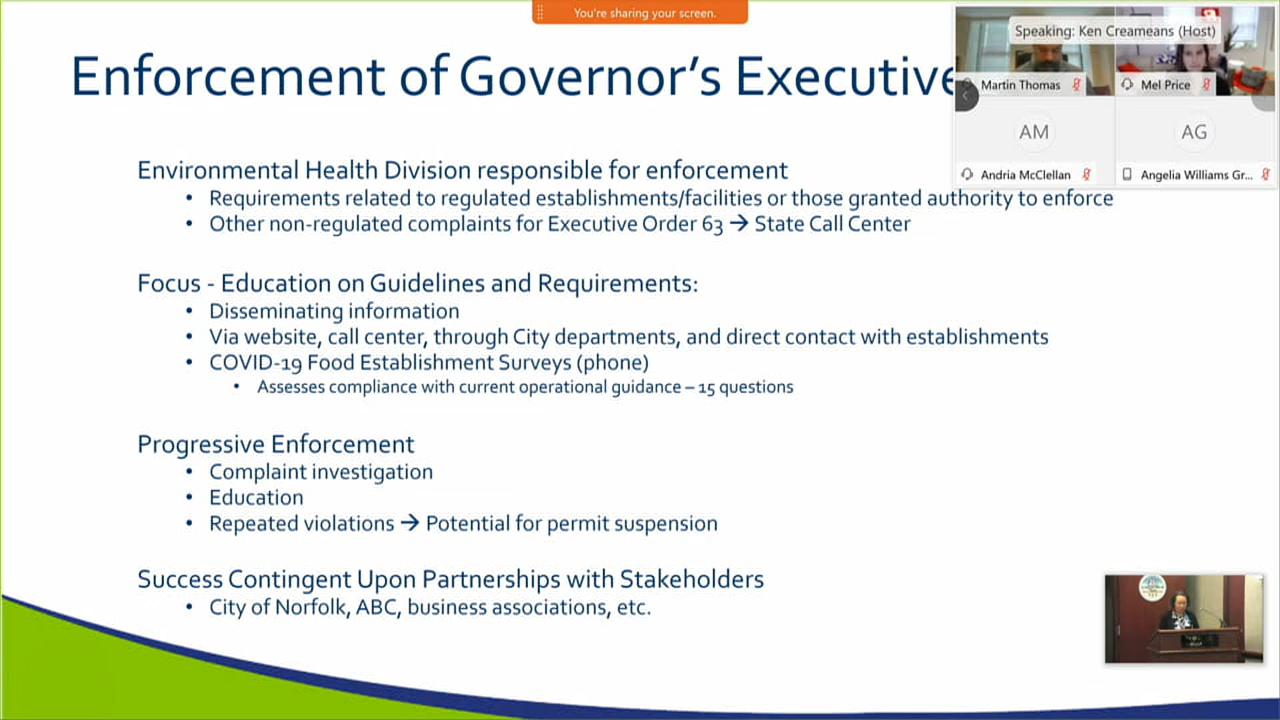 You're sharing your screen.
Speaking: Ken Creameans (Host)
Enforcement of Governor's Executive
Martin Thomas
Mel Price
AM
AG
Andria McClellan
Angelia Williams Gr...
Environmental Health Division responsible for enforcement
• Requirements related to regulated establishments/facilities or those granted authority to enforce
• Other non-regulated complaints for Executive Order 63 → State Call Center
Focus - Education on Guidelines and Requirements:
• Disseminating information
• Via website, call center, through City departments, and direct contact with establishments
• COVID-19 Food Establishment Surveys (phone)
• Assesses compliance with current operational guidance – 15 questions
Progressive Enforcement
• Complaint investigation
• Education
• Repeated violations → Potential for permit suspension
Success Contingent Upon Partnerships with Stakeholders
• City of Norfolk, ABC, business associations, etc.